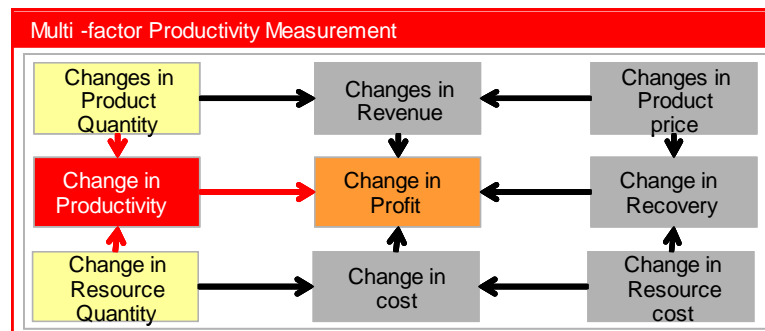 Multi -factor Productivity Measurement
Changes in
Product
Quantity
Changes in
Revenue
Changes in
Product
price
Change in
Productivity
Change in
Profit
Change in
Recovery
Change in
Resource
Quantity
Change in
cost
Change in
Resource
cost